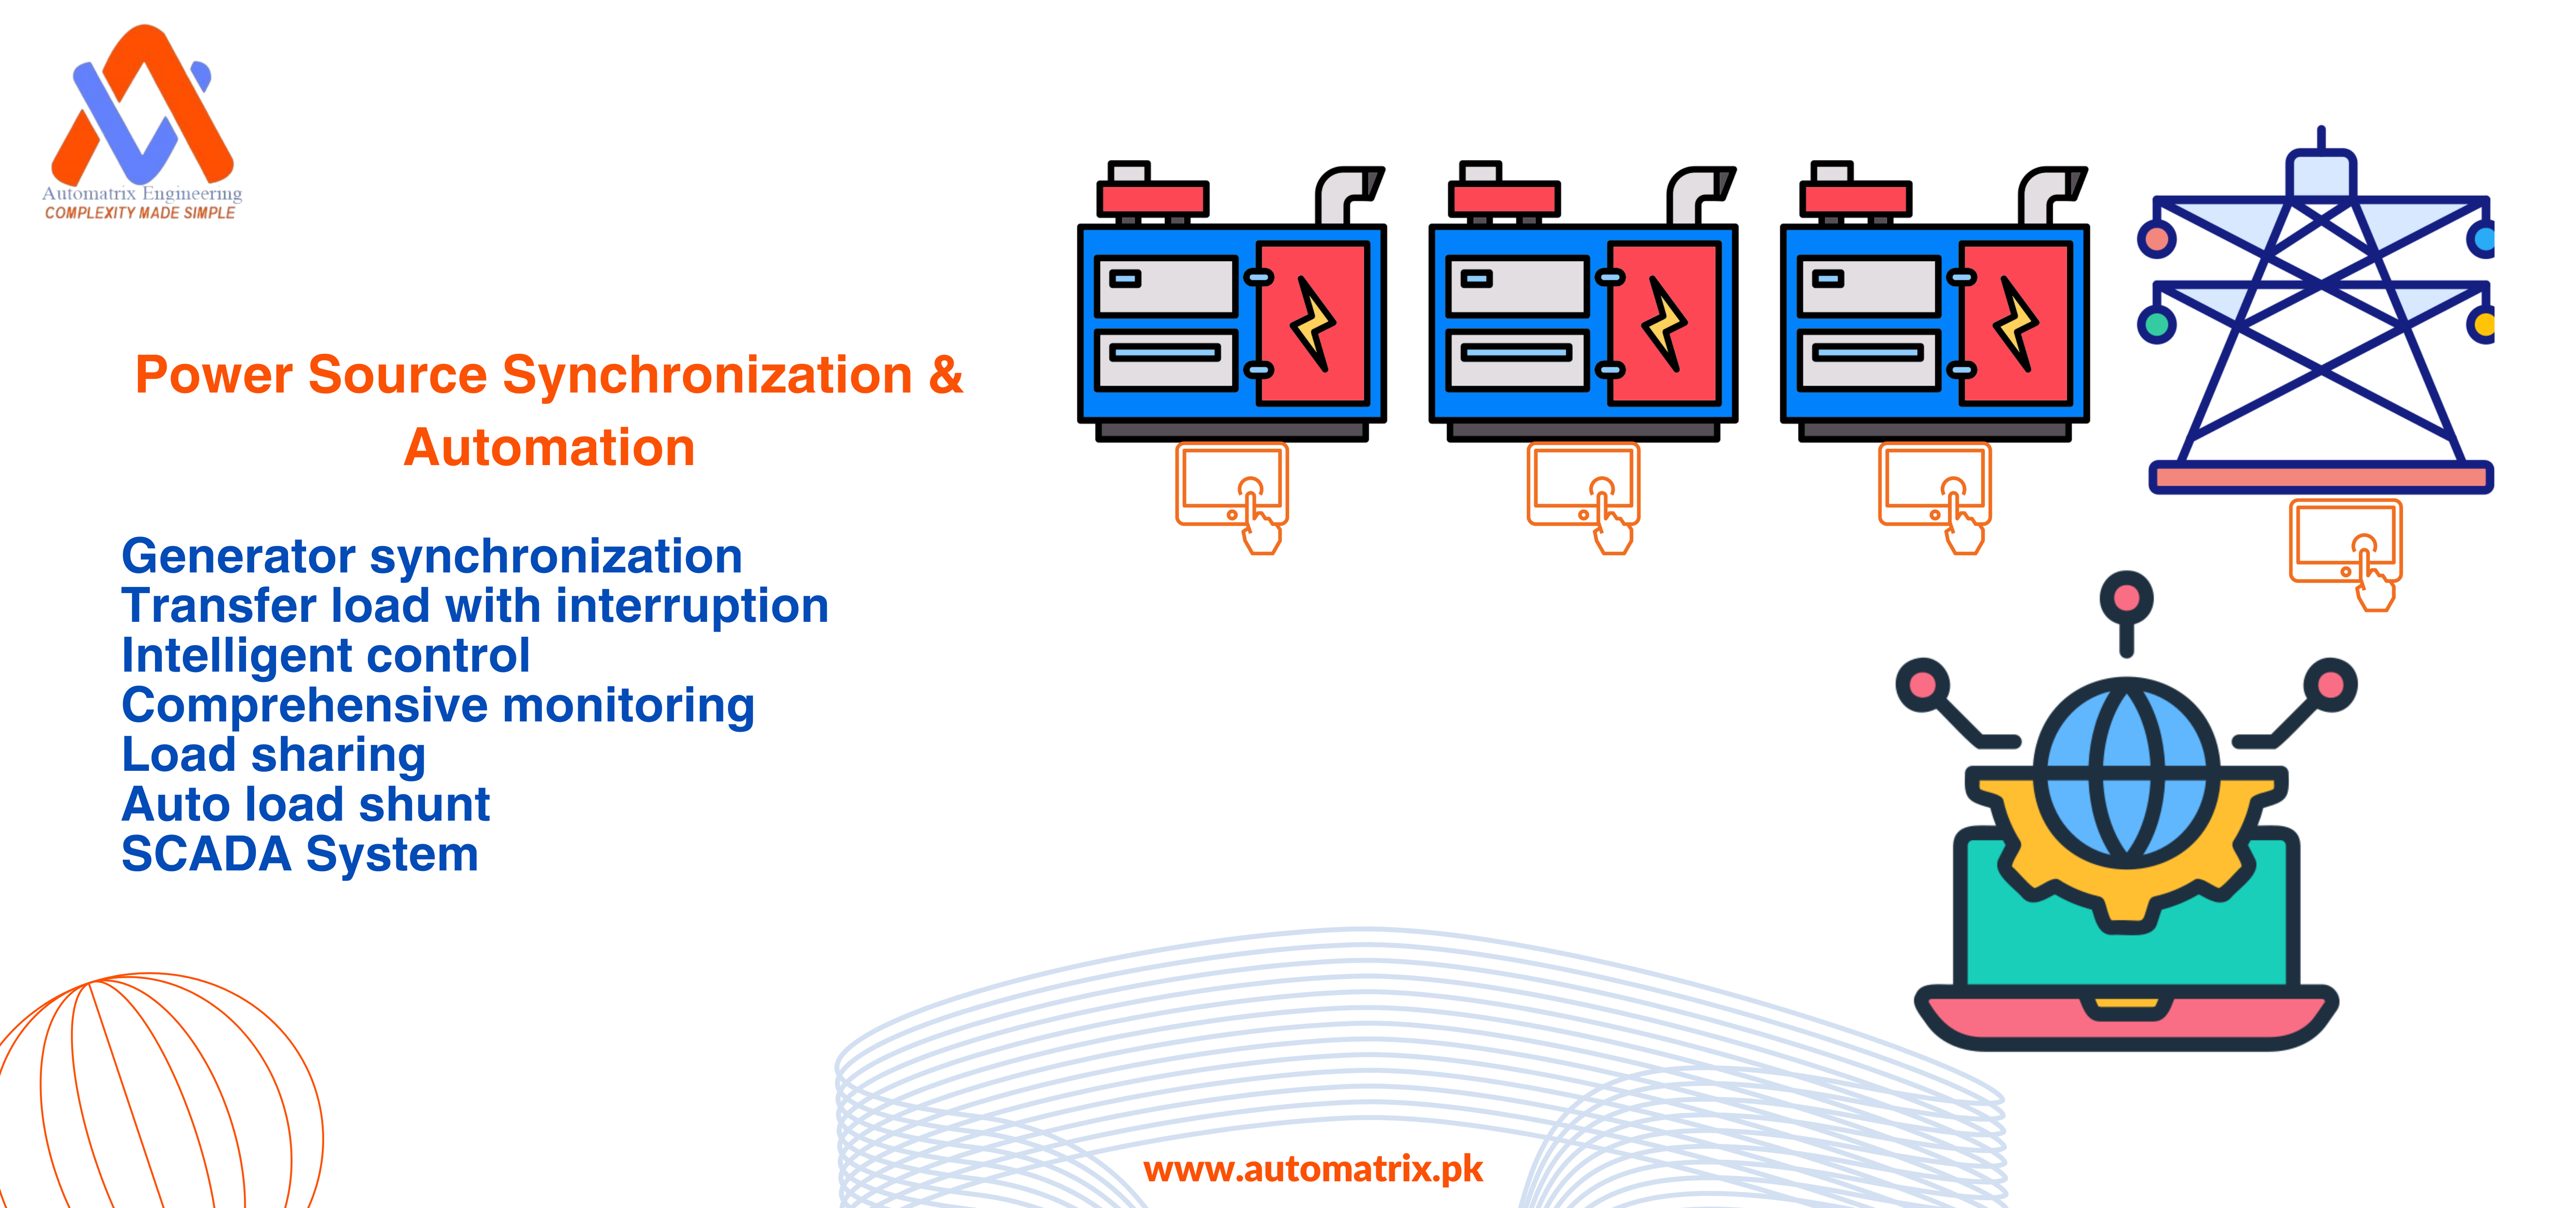 Automatrix Engineering
COMPLEXITY MADE SIMPLE
Power Source Synchronization &
Automation
Generator synchronization
Transfer load with interruption
Intelligent control
Comprehensive monitoring
Load sharing
Auto load shunt
SCADA System
www.automatrix.pk